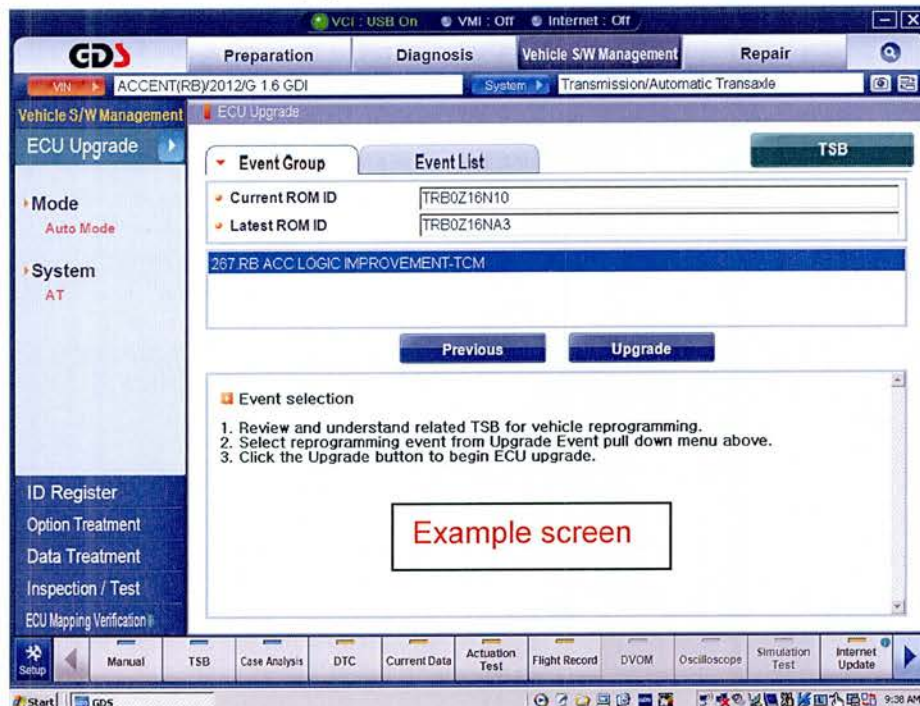 VCI : USB On VMI : Off Internet : Off
GDS Preparation Diagnosis Vehicle S/W Management Repair
VIN ACCENT(RB)/2012/G 1.6 GDI System Transmission/Automatic Transaxle
Vehicle S/W Management ECU Upgrade
ECU Upgrade
Event Group Event List TSB
Current ROM ID TRB0Z16N10
Latest ROM ID TRB0Z16NA3
Mode
Auto Mode
267.RB ACC LOGIC IMPROVEMENT-TCM
System
AT
Previous Upgrade
Event selection
1. Review and understand related TSB for vehicle reprogramming.
2. Select reprogramming event from Upgrade Event pull down menu above.
3. Click the Upgrade button to begin ECU upgrade.
Example screen
ID Register
Option Treatment
Data Treatment
Inspection / Test
ECU Mapping Verification
Setup Manual TSB Case Analysis DTC Current Data Actuation Test Flight Record DVOM Oscilloscope Simulation Test Internet Update
Start GDS 9:38 AM